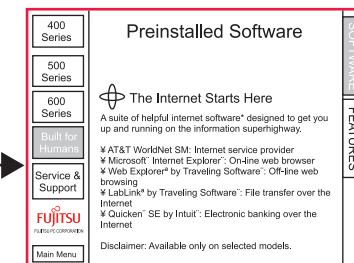 400
Series
500
Series
600
Series
Built for
Humans
Service &
Support
FUJITSU
FUJITSU PC CORPORATION
Main Menu
Preinstalled Software
The Internet Starts Here
A suite of helpful internet software* designed to get you
up and running on the information superhighway.
¥ AT&T WorldNet SM: Internet service provider
¥ Microsoft¨ Internet Explorer¨: On-line web browser
¥ Web Explorerª by Traveling Software¨: Off-line web
browsing
¥ LabLinkª by Traveling Software¨: File transfer over the
Internet
¥ Quicken¨ SE by Intuit¨: Electronic banking over the
Internet
Disclaimer: Available only on selected models.
SOFTWARE
FEATURES